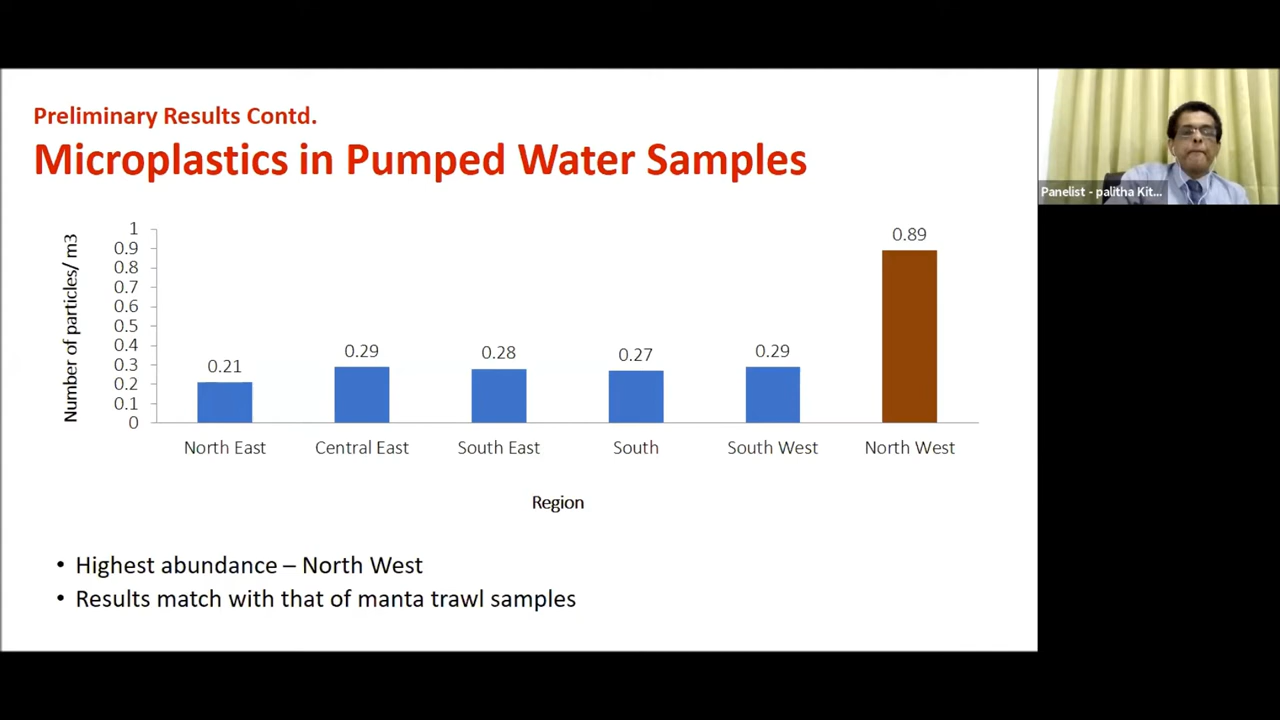 Preliminary Results Contd.
Microplastics in Pumped Water Samples
Panelist - palitha Kit...
Number of particles/ m3
1
0.9
0.8
0.7
0.6
0.5
0.4
0.3
0.2
0.1
0
0.21
0.29
0.28
0.27
0.29
0.89
North East
Central East
South East
South
South West
North West
Region
• Highest abundance – North West
• Results match with that of manta trawl samples